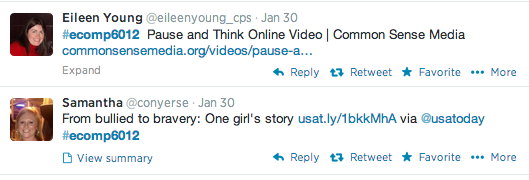 Eileen Young @eileenyoung_cps · Jan 30
#ecomp6012 Pause and Think Online Video | Common Sense Media
commonsensemedia.org/videos/pause-a…
Expand Reply Retweet Favorite More
Samantha @conyerse · Jan 30
From bullied to bravery: One girl's story usat.ly/1bkkMhA via @usatoday
#ecomp6012
View summary Reply Retweet Favorite More